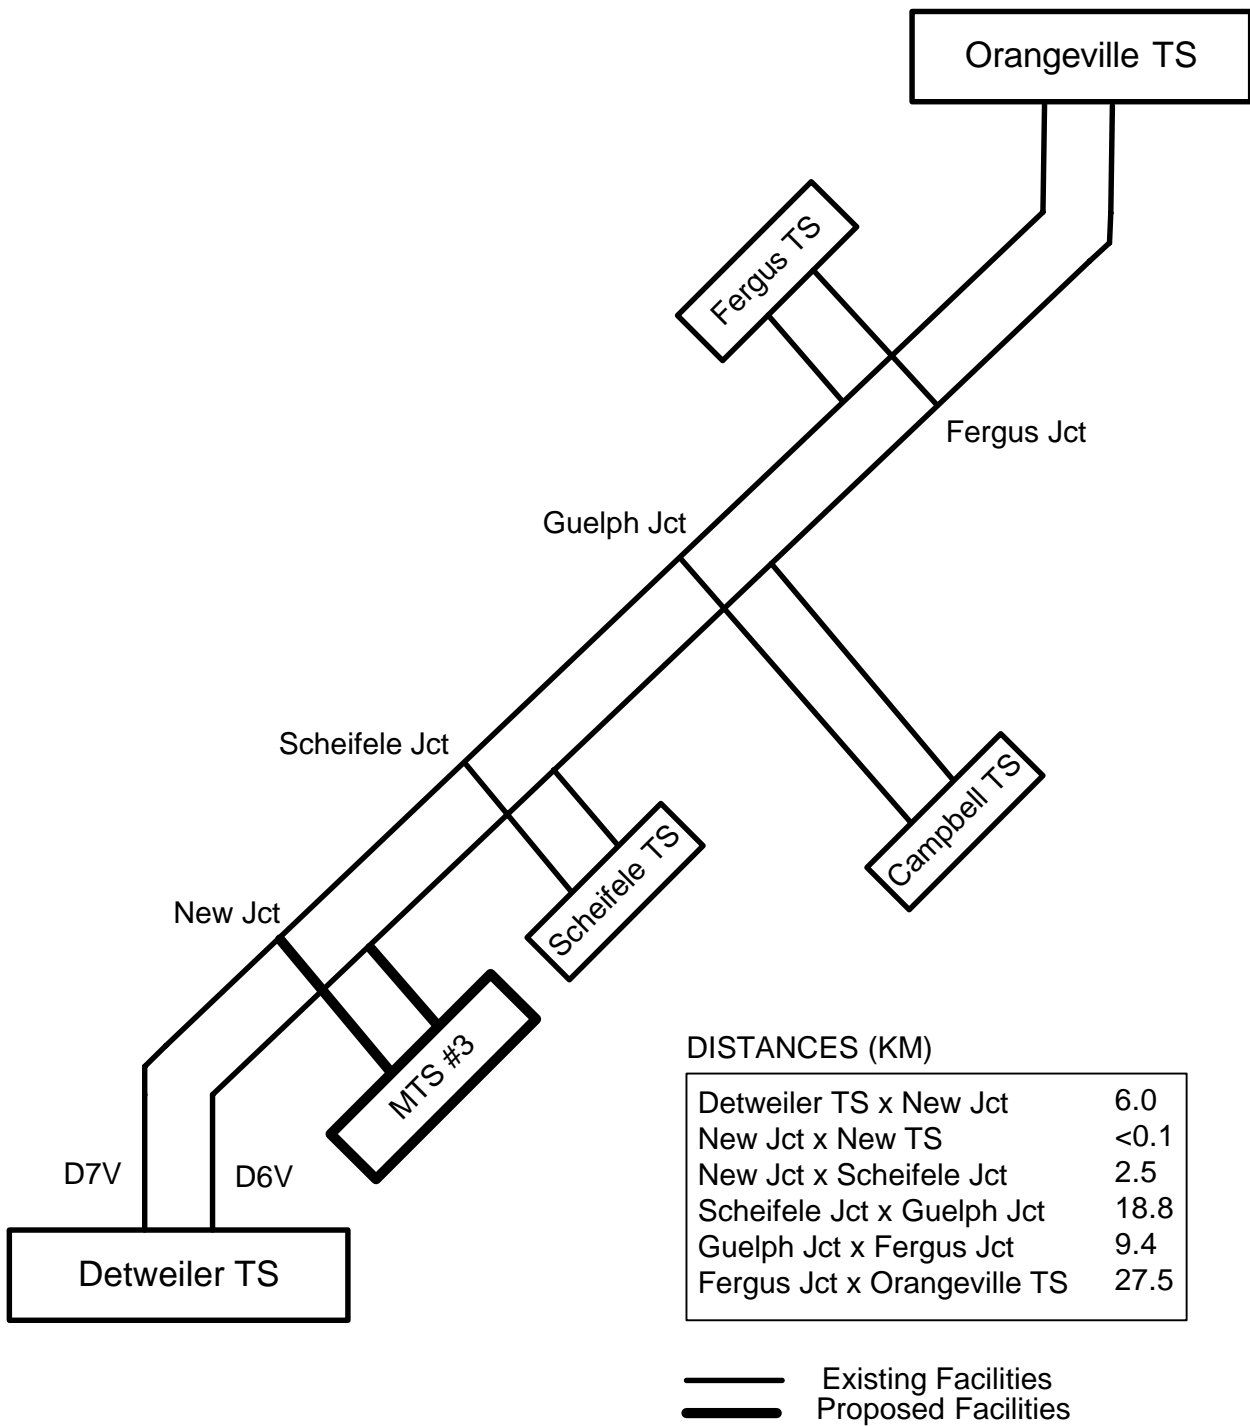 Orangeville TS
Fergus TS
Fergus Jct
Guelph Jct
Scheifele Jct
Campbell TS
Scheifele TS
New Jct
MTS #3
D7V
D6V
Detweiler TS
DISTANCES (KM)
Detweiler TS x New Jct 6.0
New Jct x New TS <0.1
New Jct x Scheifele Jct 2.5
Scheifele Jct x Guelph Jct 18.8
Guelph Jct x Fergus Jct 9.4
Fergus Jct x Orangeville TS 27.5
Existing Facilities
Proposed Facilities